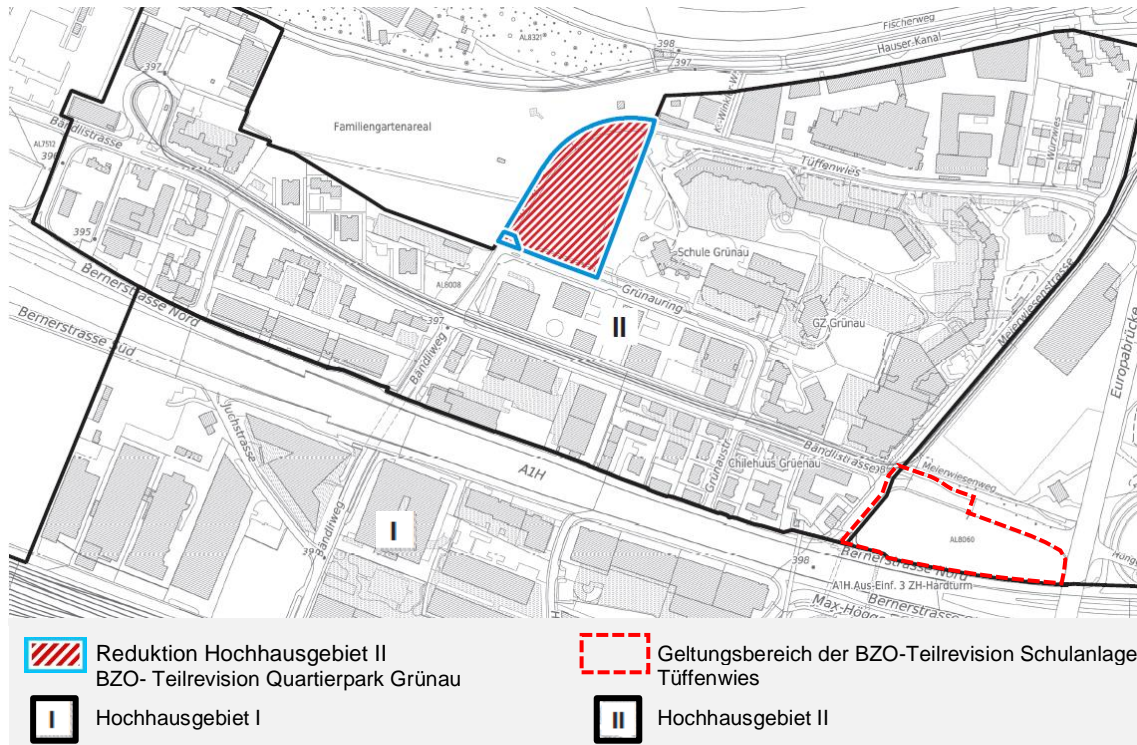 Fischerweg
Hauser-Kanal
AL8321
398
397
397
K.-Winkler-W.
Würzwies
Familiengartenareal
Tüffenwies
Bändlistrasse
AL7512
396
395
Schule Grünau
AL8008
Grünauring
II
GZ Grünau
Meierwiesenstrasse
Europabrücke
Bernerstrasse Nord
Bernerstrasse Süd
397
Bändliweg
Juchstrasse
A1H
Grünaustr.
Chilehuus Grüenau
Bändlistrasse
Meierwiesenweg
I
Bändliweg
AL8060
Bernerstrasse Nord
398
A1H Aus-Einf. 3 ZH-Hardturm
Bernerstrasse
Reduktion Hochhausgebiet II
BZO- Teilrevision Quartierpark Grünau
Geltungsbereich der BZO-Teilrevision Schulanlage
Tüffenwies
I
Hochhausgebiet I
II
Hochhausgebiet II